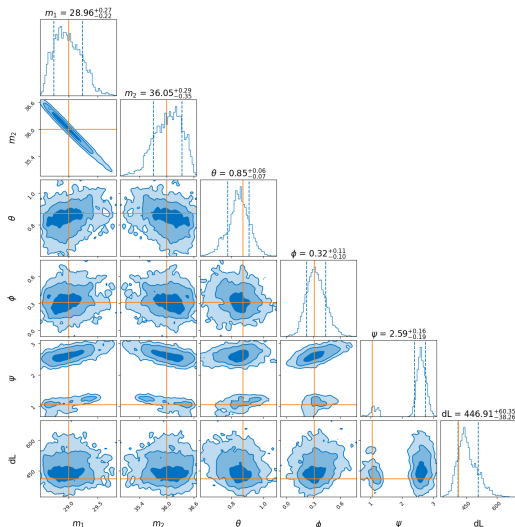 m₁ = 28.96+0.27−0.22
36.6
m₂ = 36.05+0.29−0.35
m₂
36.0
35.4
θ = 0.85+0.06−0.07
1.0
θ
0.8
ϕ = 0.32+0.11−0.10
0.6
ϕ
0.3
0.0
ψ = 2.59+0.16−0.19
3
ψ
2
1
dL = 446.91+60.35−38.26
600
dL
450
29.0 29.5 35.4 36.0 36.6 0.8 1.0 0.0 0.3 0.6 1 2 3 450 600
m₁ m₂ θ ϕ ψ dL